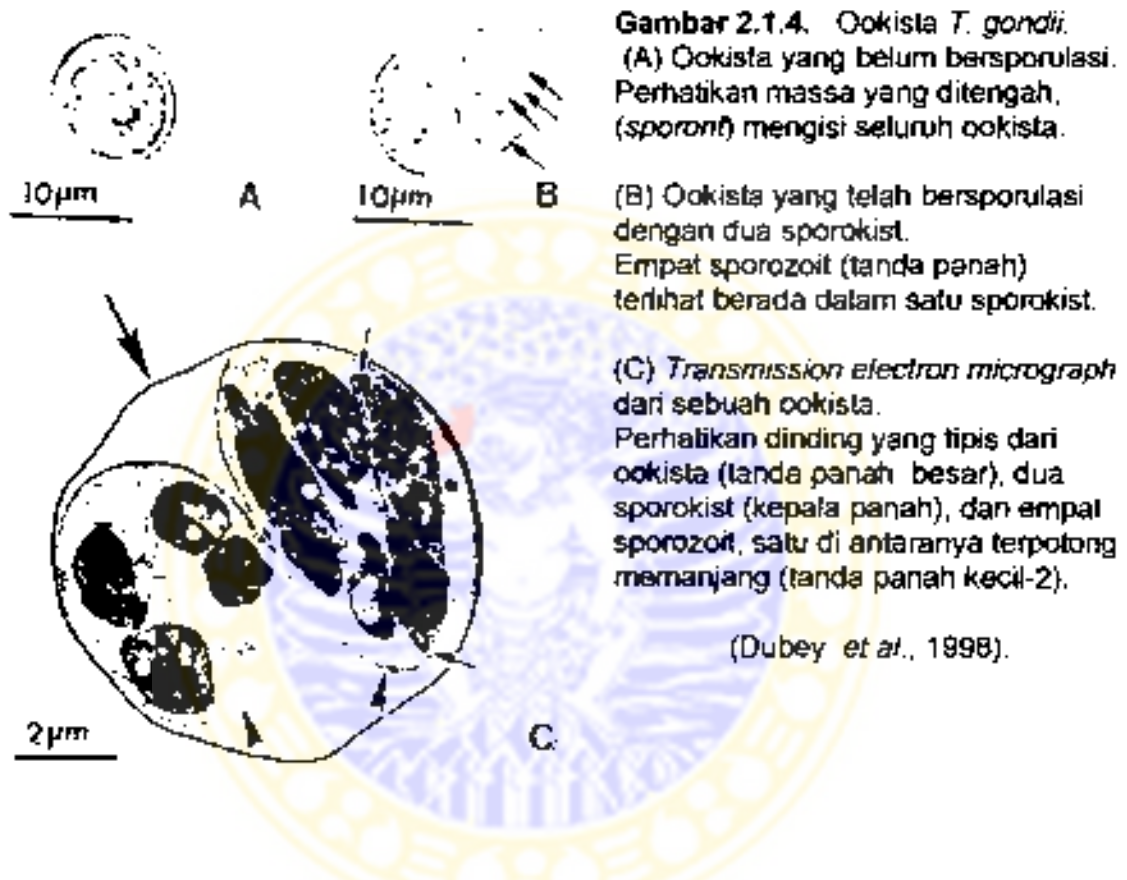 Gambar 2.1.4. Ookista T. gondii.
(A) Ookista yang belum bersporulasi.
Perhatikan massa yang ditengah,
(sporont) mengisi seluruh ookista.
10µm A 10µm B
(B) Ookista yang telah bersporulasi
dengan dua sporokist.
Empat sporozoit (tanda panah)
terlihat berada dalam satu sporokist.
(C) Transmission electron micrograph
dari sebuah ookista.
Perhatikan dinding yang tipis dari
ookista (tanda panah besar), dua
sporokist (kepala panah), dan empat
sporozoit, satu di antaranya terpotong
memanjang (tanda panah kecil-2).
(Dubey et al., 1998).
2µm C